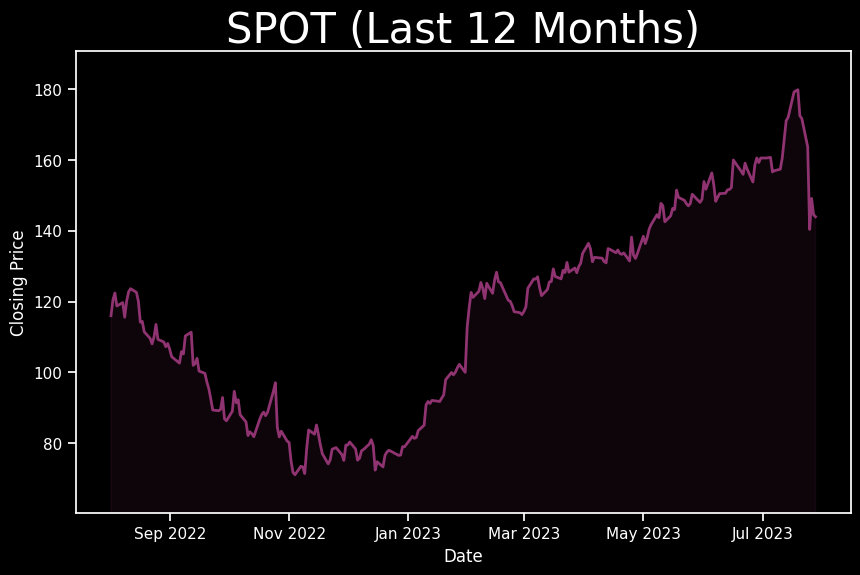 SPOT (Last 12 Months)
Closing Price
180
160
140
120
100
80
Sep 2022 Nov 2022 Jan 2023 Mar 2023 May 2023 Jul 2023
Date